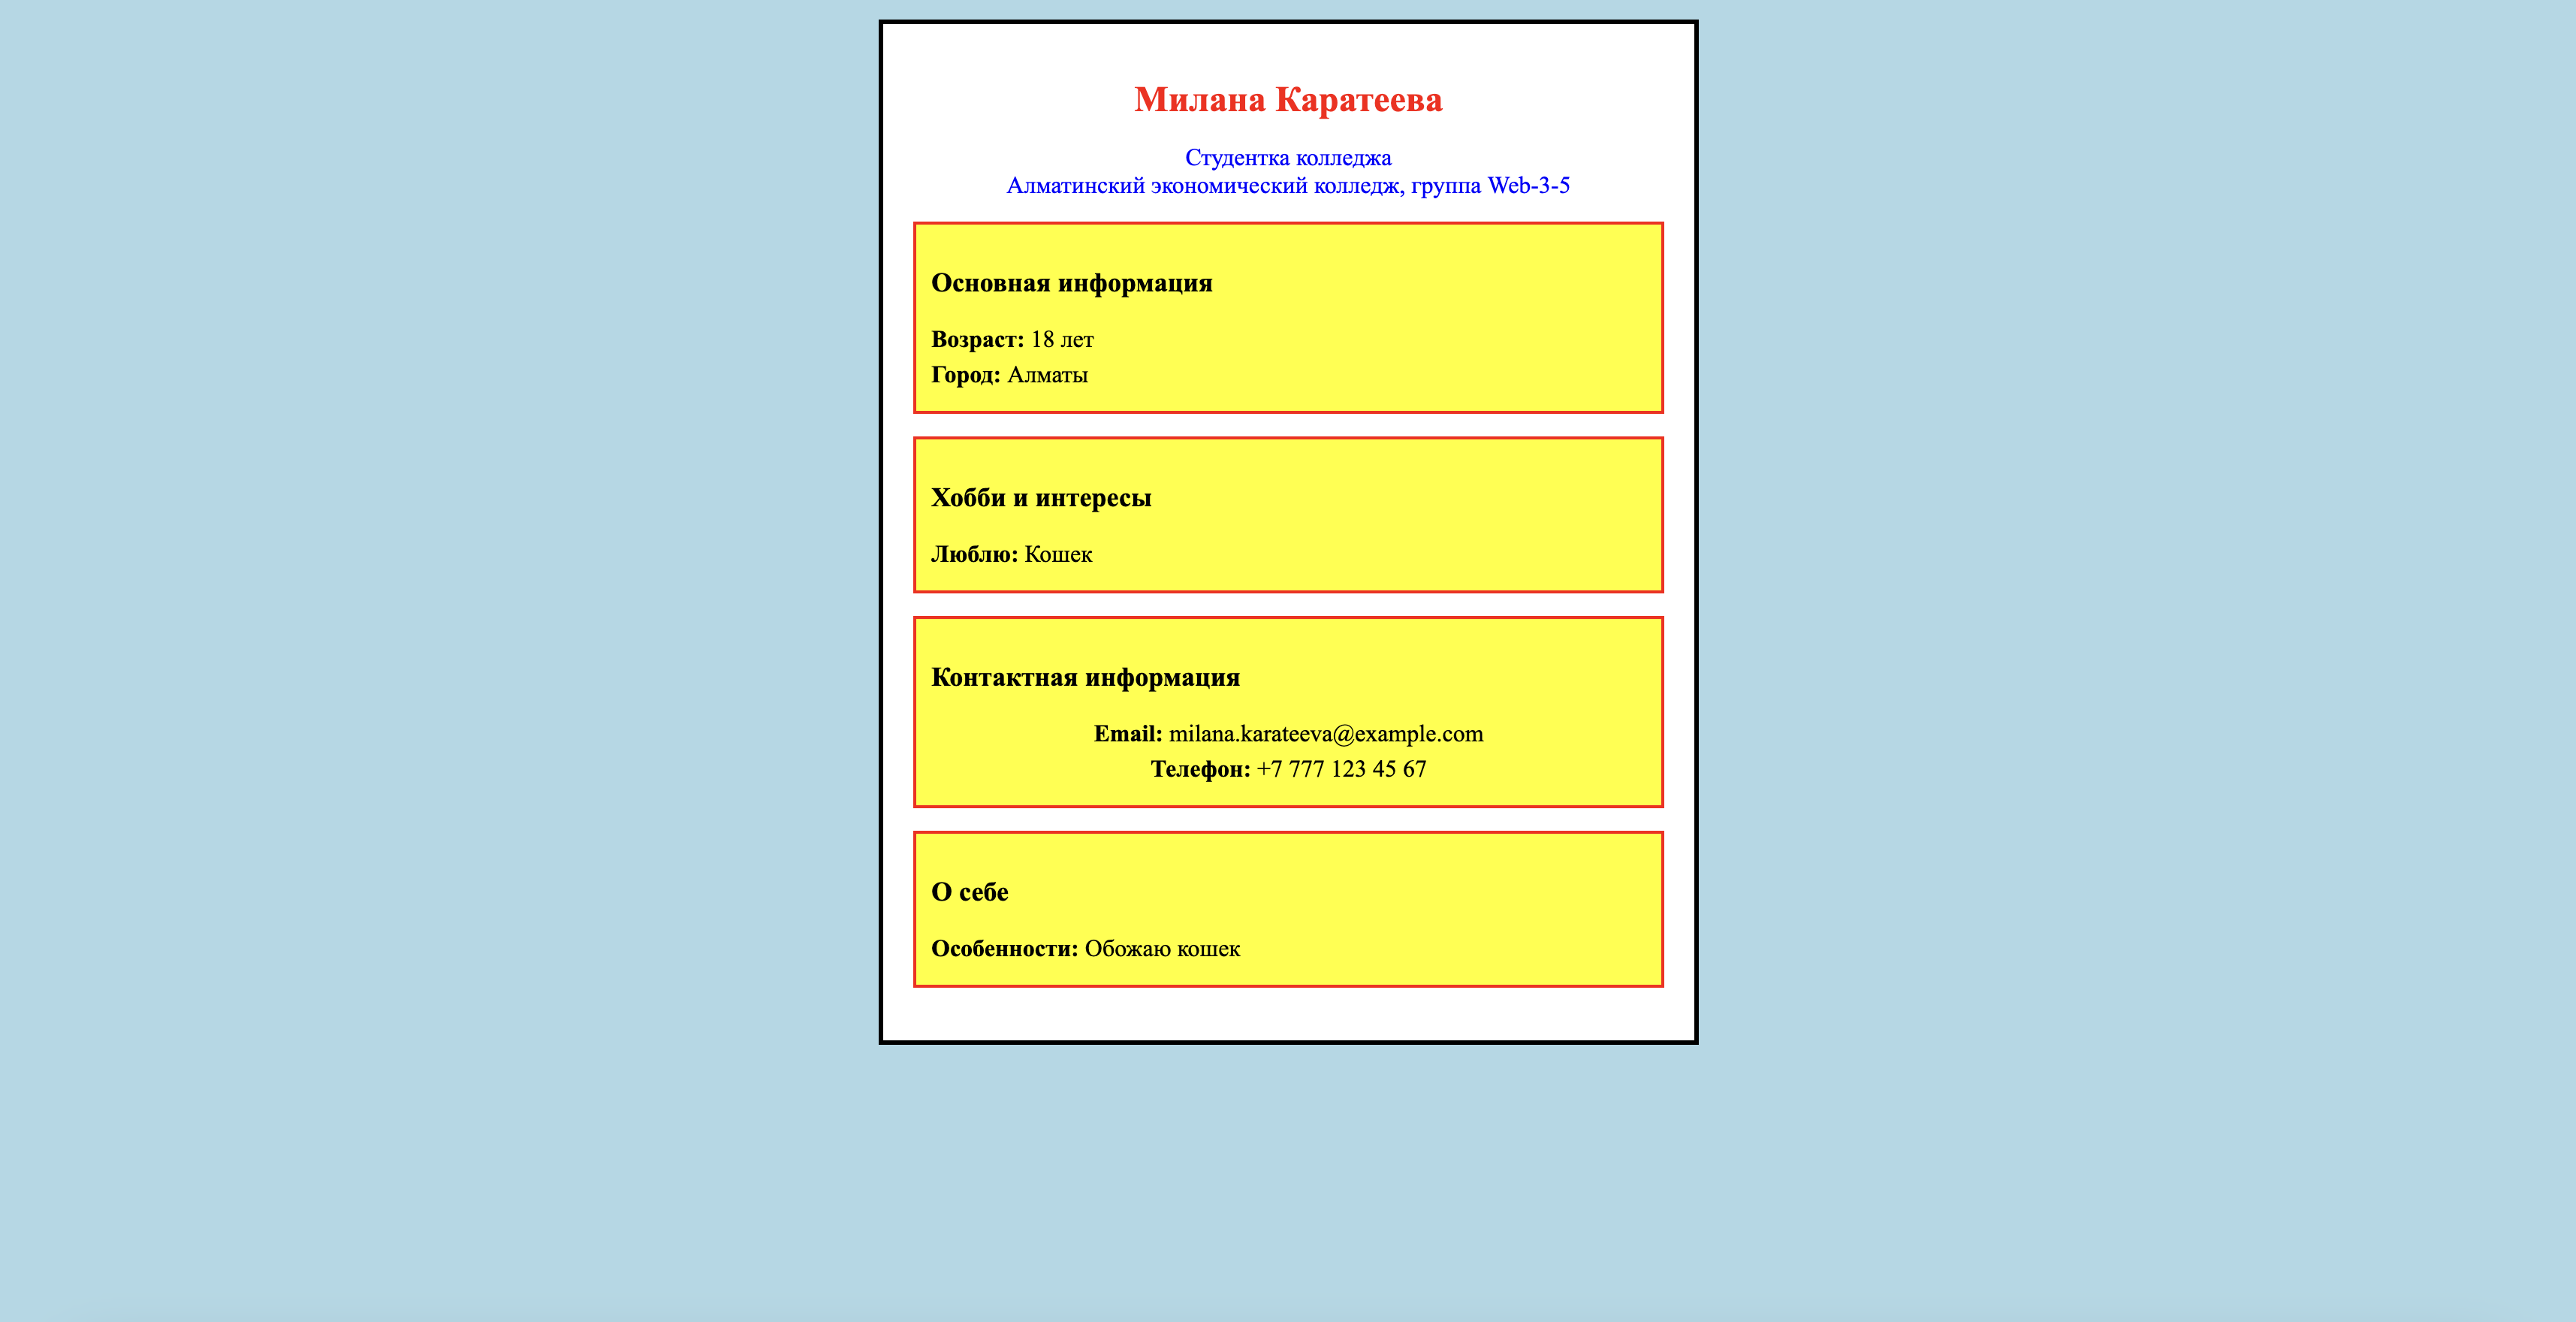 Милана Каратеева
Студентка колледжа
Алматинский экономический колледж, группа Web-3-5
Основная информация
Возраст: 18 лет
Город: Алматы
Хобби и интересы
Люблю: Кошек
Контактная информация
Email: milana.karateeva@example.com
Телефон: +7 777 123 45 67
О себе
Особенности: Обожаю кошек